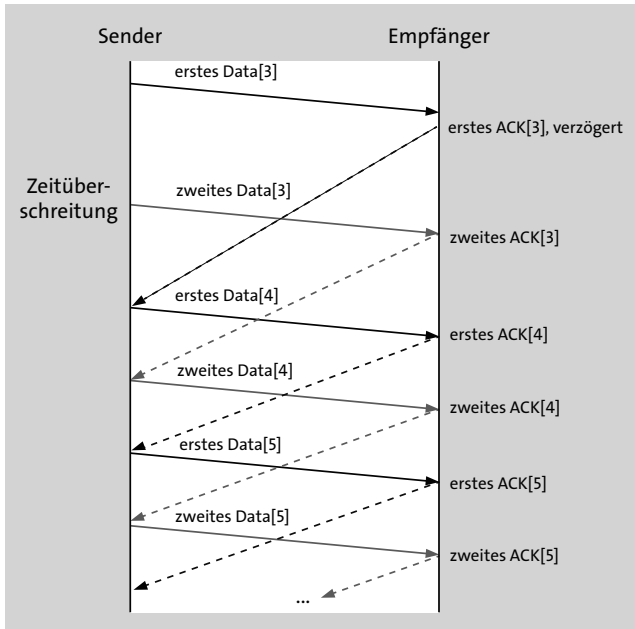 Sender
Empfänger
erstes Data[3]
erstes ACK[3], verzögert
Zeitüber-
schreitung
zweites Data[3]
zweites ACK[3]
erstes Data[4]
erstes ACK[4]
zweites Data[4]
zweites ACK[4]
erstes Data[5]
erstes ACK[5]
zweites Data[5]
zweites ACK[5]
...